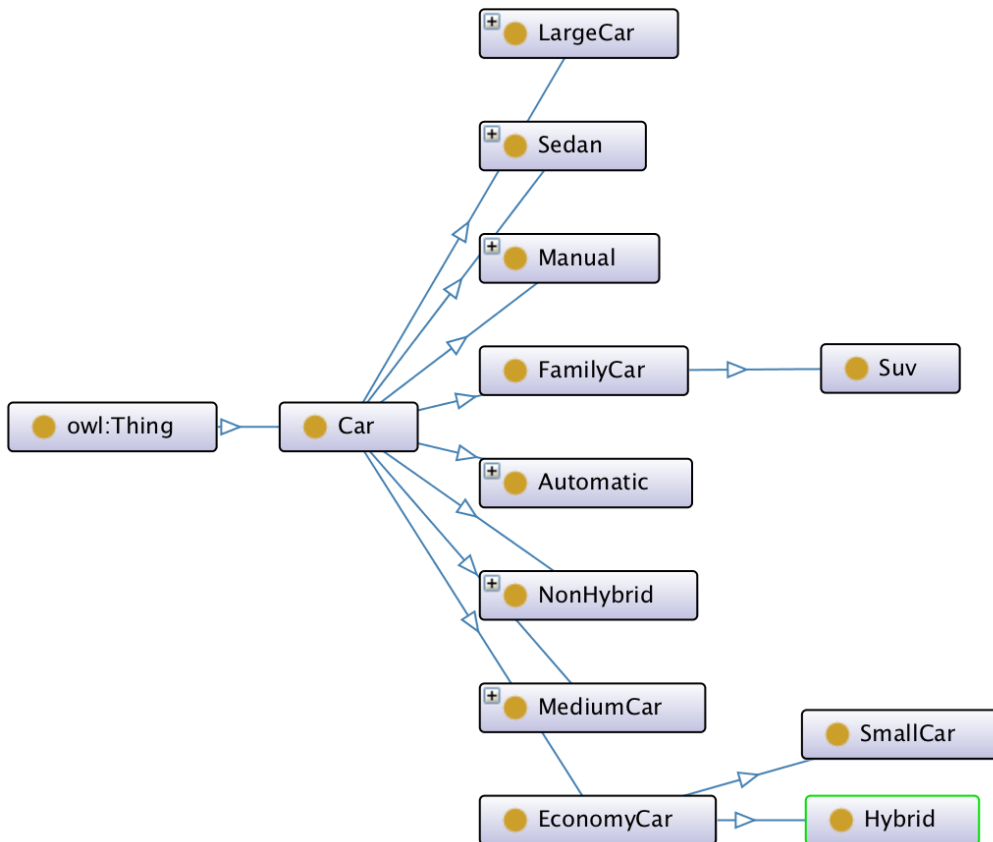 LargeCar
Sedan
Manual
FamilyCar
Suv
owl:Thing
Car
Automatic
NonHybrid
MediumCar
SmallCar
EconomyCar
Hybrid